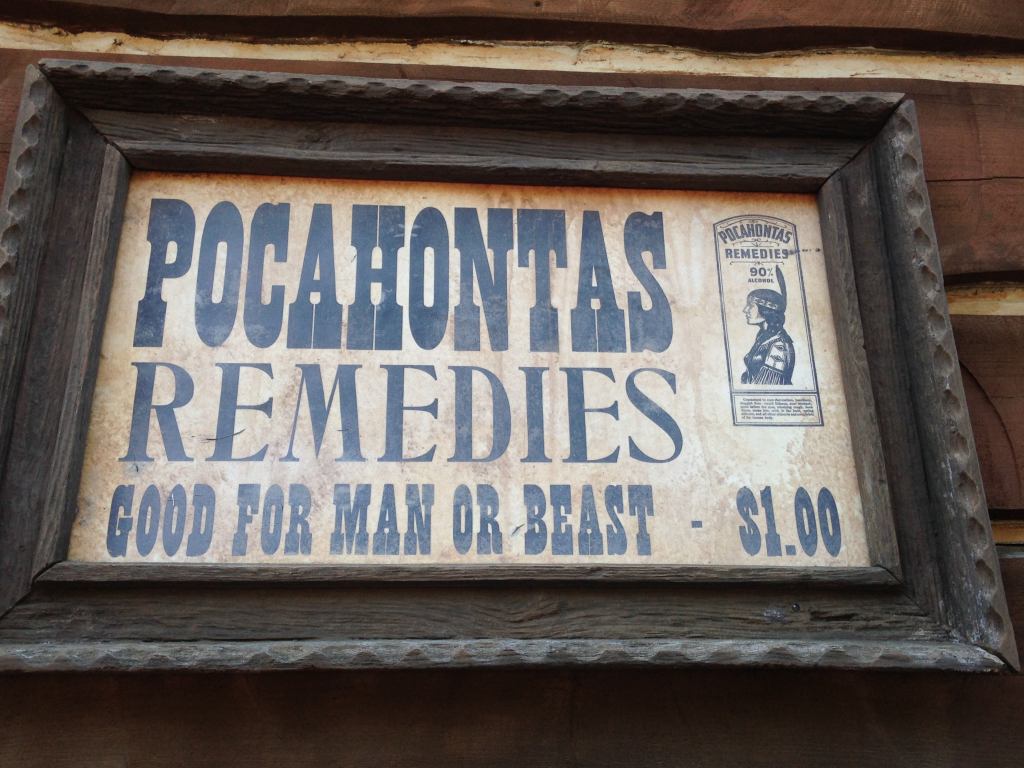 POCAHONTAS
REMEDIES
GOOD FOR MAN OR BEAST - $1.00
POCAHONTAS
REMEDIES
90%
ALCOHOL